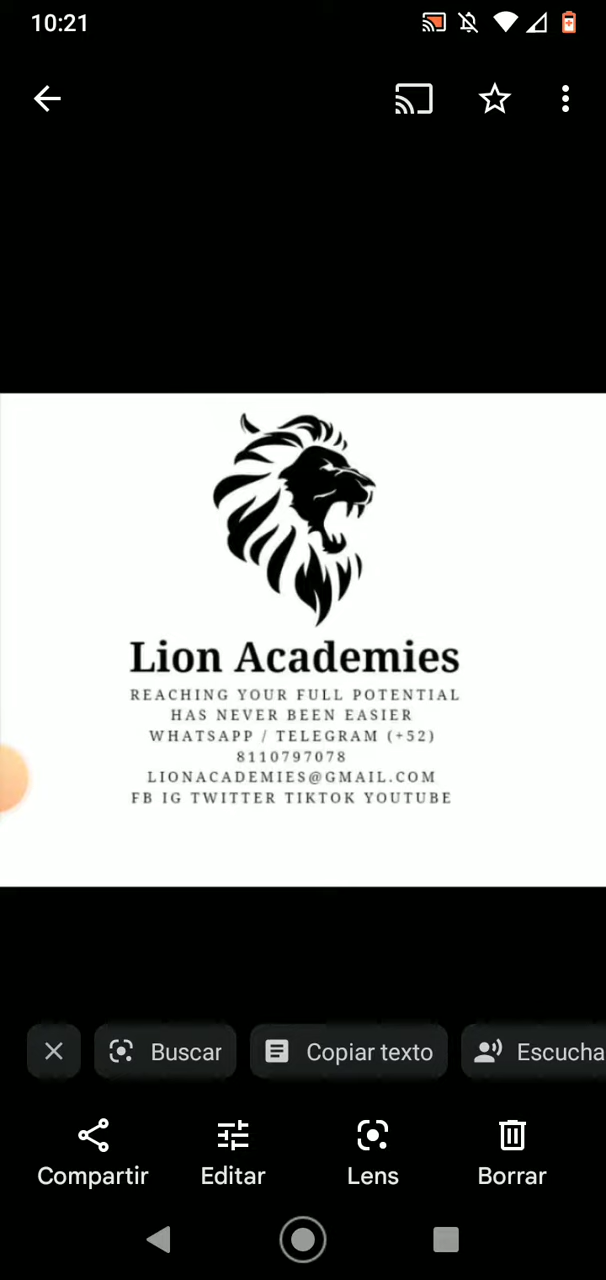 10:21
Lion Academies
REACHING YOUR FULL POTENTIAL
HAS NEVER BEEN EASIER
WHATSAPP / TELEGRAM (+52)
8110797078
LIONACADEMIES@GMAIL.COM
FB IG TWITTER TIKTOK YOUTUBE
Buscar Copiar texto Escucha
Compartir Editar Lens Borrar